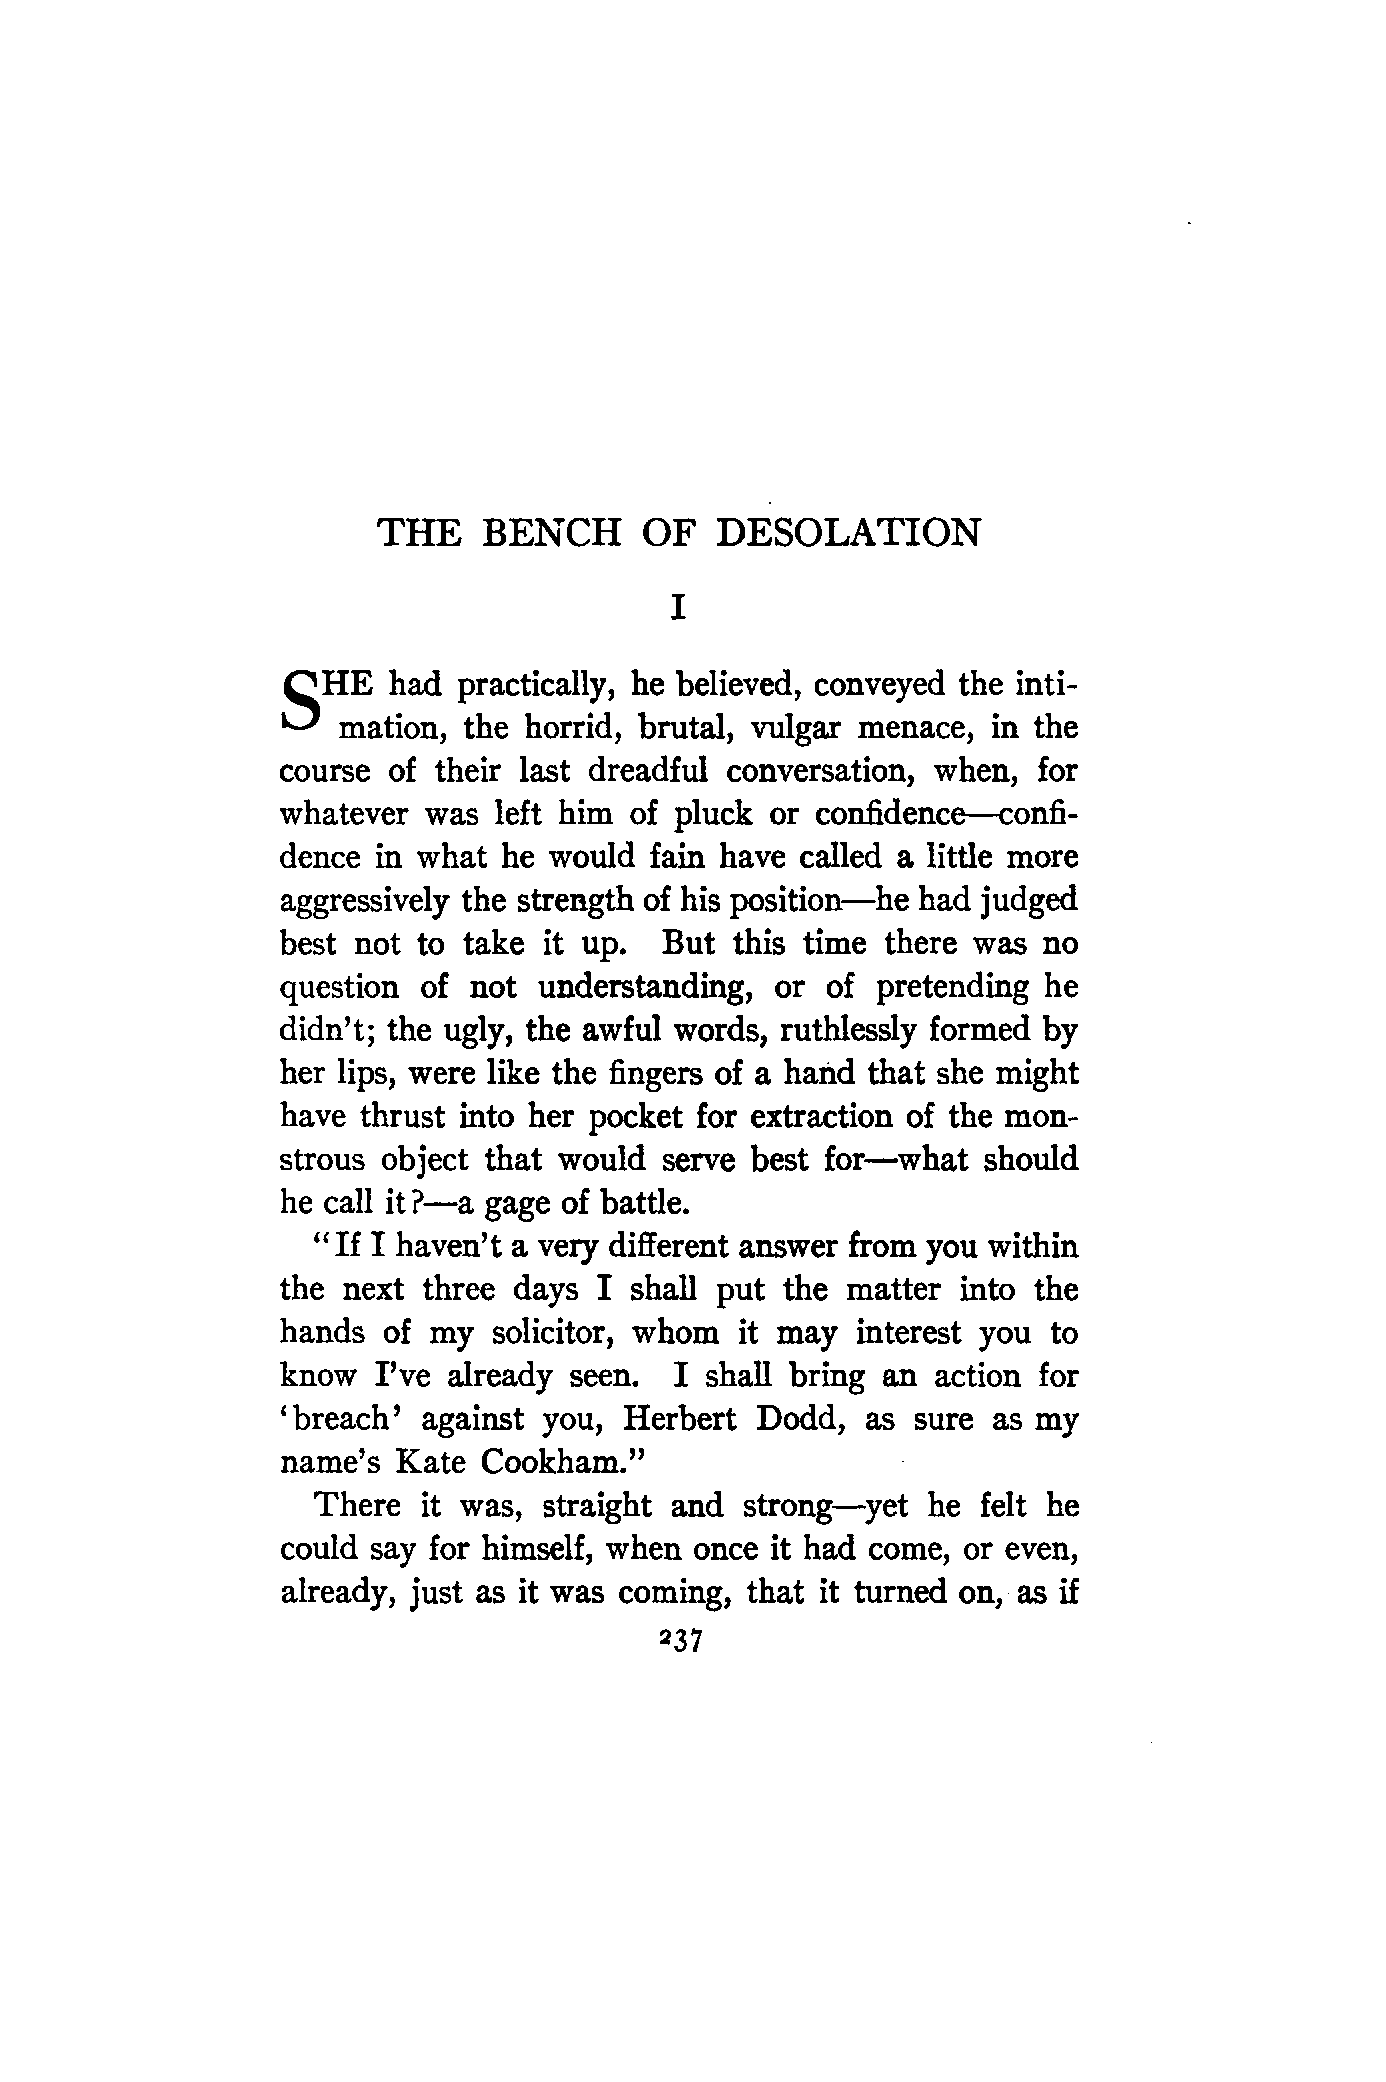 THE BENCH OF DESOLATION
I
SHE had practically, he believed, conveyed the inti-
mation, the horrid, brutal, vulgar menace, in the
course of their last dreadful conversation, when, for
whatever was left him of pluck or confidence—confi-
dence in what he would fain have called a little more
aggressively the strength of his position—he had judged
best not to take it up. But this time there was no
question of not understanding, or of pretending he
didn't; the ugly, the awful words, ruthlessly formed by
her lips, were like the fingers of a hand that she might
have thrust into her pocket for extraction of the mon-
strous object that would serve best for—what should
he call it?—a gage of battle.
"If I haven't a very different answer from you within
the next three days I shall put the matter into the
hands of my solicitor, whom it may interest you to
know I've already seen. I shall bring an action for
'breach' against you, Herbert Dodd, as sure as my
name's Kate Cookham."
There it was, straight and strong—yet he felt he
could say for himself, when once it had come, or even,
already, just as it was coming, that it turned on, as if
237